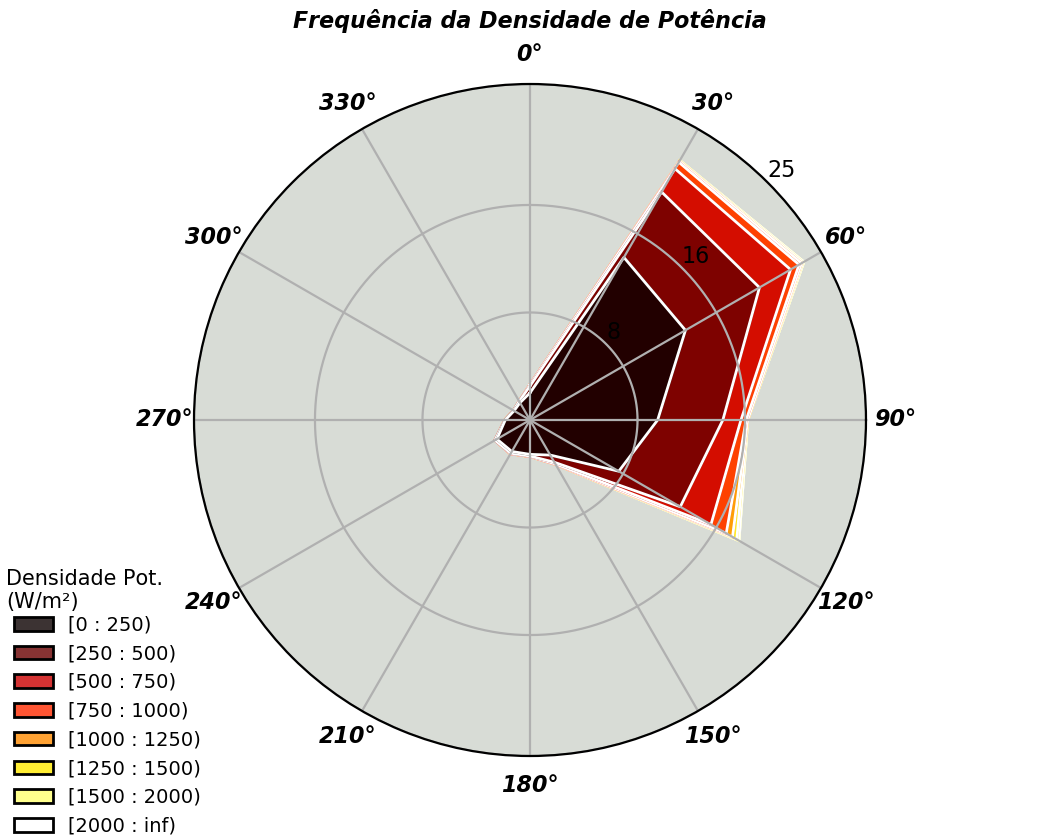 Frequência da Densidade de Potência
0°
330°
30°
25
300°
60°
16
8
270°
90°
240°
120°
210°
150°
180°
Densidade Pot.
(W/m²)
[0 : 250)
[250 : 500)
[500 : 750)
[750 : 1000)
[1000 : 1250)
[1250 : 1500)
[1500 : 2000)
[2000 : inf)